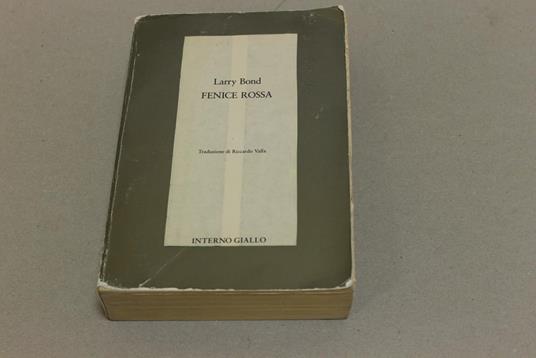 Larry Bond
FENICE ROSSA
Traduzione di Riccardo Valla
INTERNO GIALLO